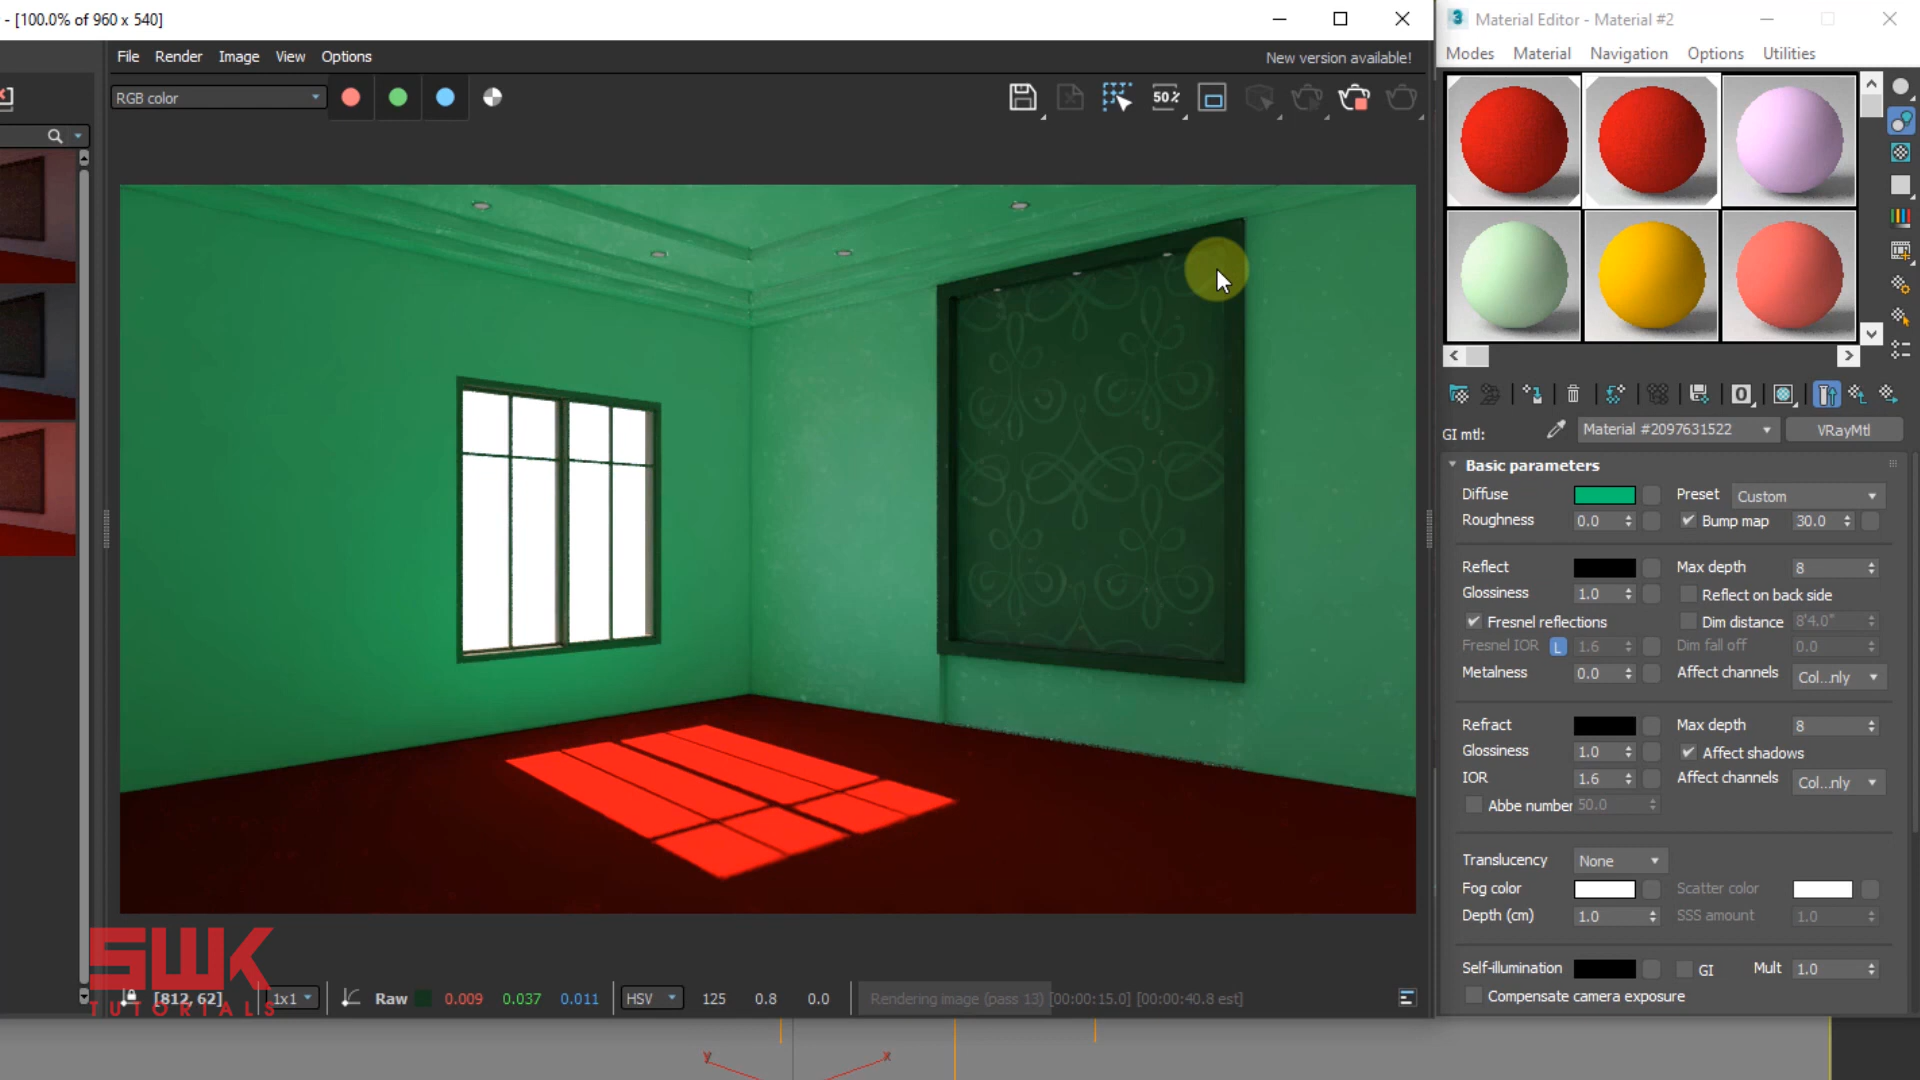 - [100.0% of 960 x 540]
File Render Image View Options
New version available!
RGB color
50%
Material Editor - Material #2
Modes Material Navigation Options Utilities
GI mtl: Material #2097631522 VRayMtl
Basic parameters
Diffuse Preset Custom
Roughness 0.0 Bump map 30.0
Reflect Max depth 8
Glossiness 1.0 Reflect on back side
Fresnel reflections Dim distance 8'4.0"
Fresnel IOR L 1.6 Dim fall off 0.0
Metalness 0.0 Affect channels Col...nly
Refract Max depth 8
Glossiness 1.0 Affect shadows
IOR 1.6 Affect channels Col...nly
Abbe number 50.0
Translucency None
Fog color Scatter color
Depth (cm) 1.0 SSS amount 1.0
Self-illumination GI Mult 1.0
Compensate camera exposure
SWK
TUTORIALS
[812, 62] 1x1 Raw 0.009 0.037 0.011 HSV 125 0.8 0.0 Rendering image (pass 13) [00:00:15.0] [00:00:40.8 est]
y x